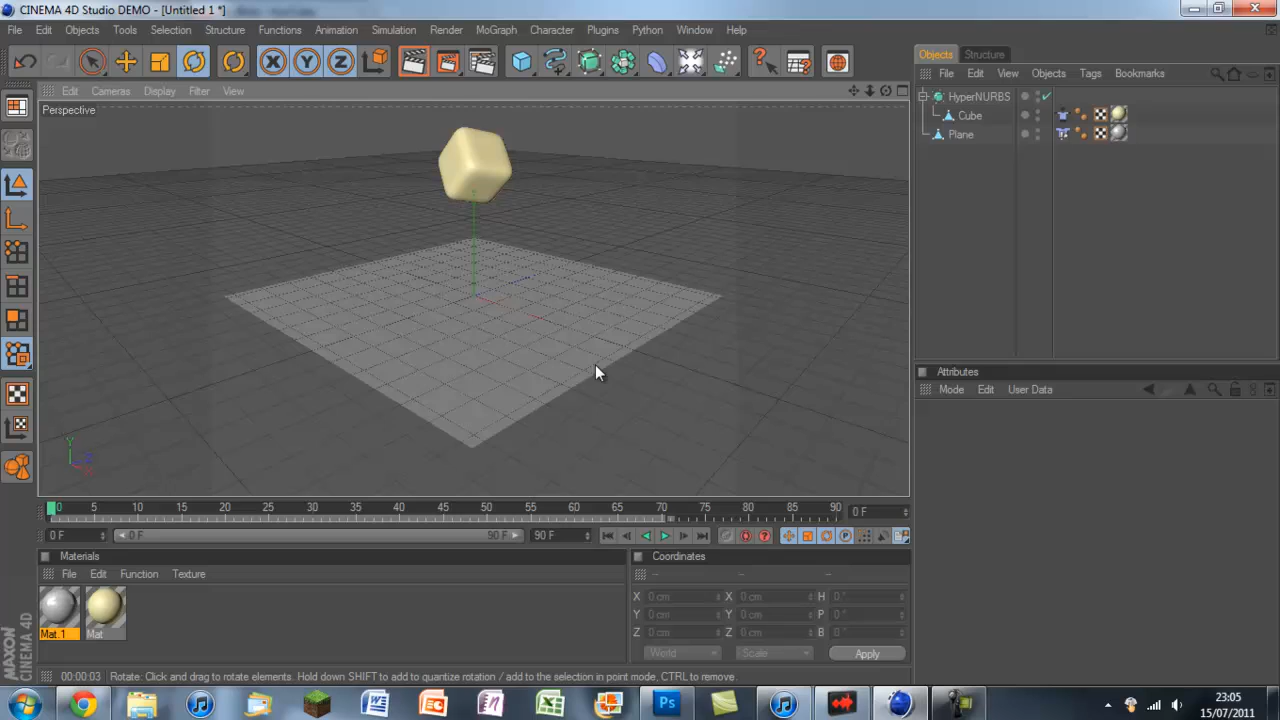 CINEMA 4D Studio DEMO - [Untitled 1 *]
File Edit Objects Tools Selection Structure Functions Animation Simulation Render MoGraph Character Plugins Python Window Help
X Y Z
Objects Structure
Edit Cameras Display Filter View
File Edit View Objects Tags Bookmarks
Perspective
HyperNURBS
Cube
Plane
Attributes
Mode Edit User Data
Y
Z
X
0 5 10 15 20 25 30 35 40 45 50 55 60 65 70 75 80 85 90 0 F
0 F 0 F 90 F 90 F
Materials
Coordinates
File Edit Function Texture
-- -- --
X 0 cm X 0 cm H 0 °
Y 0 cm Y 0 cm P 0 °
Z 0 cm Z 0 cm B 0 °
Mat.1 Mat
World Scale Apply
MAXON
CINEMA 4D
00:00:03 Rotate: Click and drag to rotate elements. Hold down SHIFT to add to quantize rotation / add to the selection in point mode, CTRL to remove.
Ps
23:05
15/07/2011